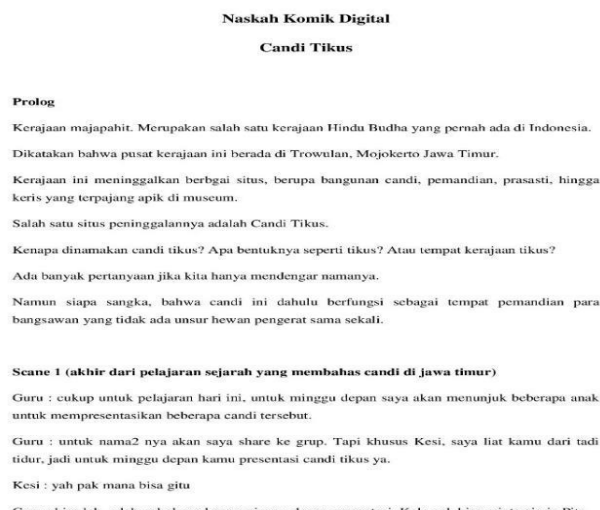 Naskah Komik Digital
Candi Tikus
Prolog
Kerajaan majapahit. Merupakan salah satu kerajaan Hindu Budha yang pernah ada di Indonesia.
Dikatakan bahwa pusat kerajaan ini berada di Trowulan, Mojokerto Jawa Timur.
Kerajaan ini meninggalkan berbgai situs, berupa bangunan candi, pemandian, prasasti, hingga
keris yang terpajang apik di museum.
Salah satu situs peninggalannya adalah Candi Tikus.
Kenapa dinamakan candi tikus? Apa bentuknya seperti tikus? Atau tempat kerajaan tikus?
Ada banyak pertanyaan jika kita hanya mendengar namanya.
Namun siapa sangka, bahwa candi ini dahulu berfungsi sebagai tempat pemandian para
bangsawan yang tidak ada unsur hewan pengerat sama sekali.
Scane 1 (akhir dari pelajaran sejarah yang membahas candi di jawa timur)
Guru : cukup untuk pelajaran hari ini, untuk minggu depan saya akan menunjuk beberapa anak
untuk mempresentasikan beberapa candi tersebut.
Guru : untuk nama2 nya akan saya share ke grup. Tapi khusus Kesi, saya liat kamu dari tadi
tidur, jadi untuk minggu depan kamu presentasi candi tikus ya.
Kesi : yah pak mana bisa gitu